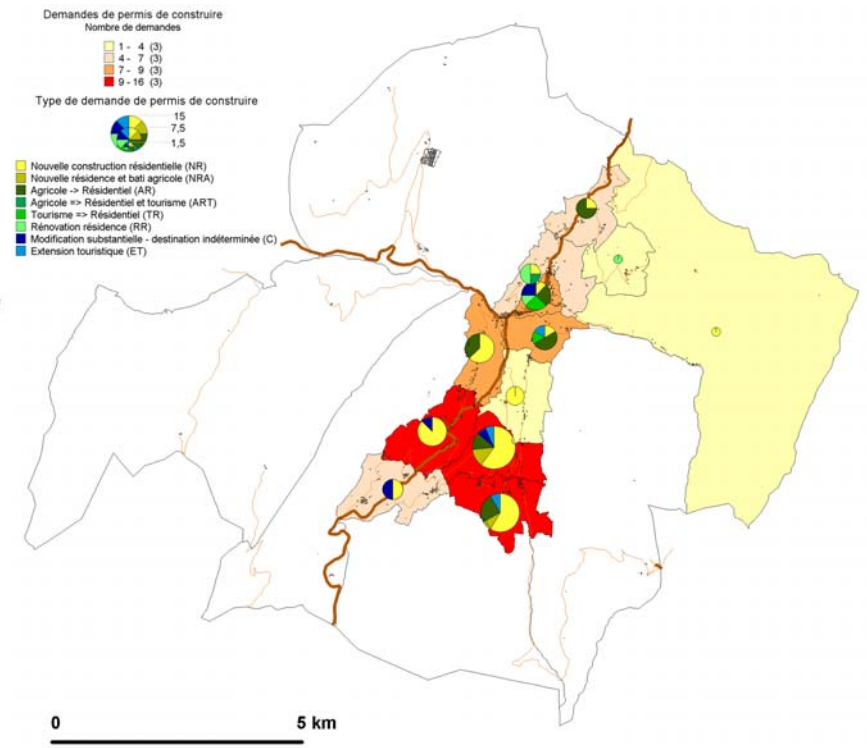 Demandes de permis de construire
Nombre de demandes
1 - 4 (3)
4 - 7 (3)
7 - 9 (3)
9 - 16 (3)
Type de demande de permis de construire
15
7,5
1,5
Nouvelle construction résidentielle (NR)
Nouvelle résidence et bati agricole (NRA)
Agricole -> Résidentiel (AR)
Agricole => Résidentiel et tourisme (ART)
Tourisme => Résidentiel (TR)
Rénovation résidence (RR)
Modification substantielle - destination indéterminée (C)
Extension touristique (ET)
0 5 km